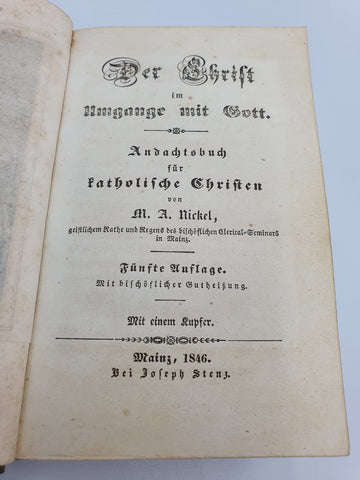 Der Christ
im
Umgange mit Gott.
Andachtsbuch
für
katholische Christen
von
M. A. Nickel,
geistlichem Rathe und Regens des bischöflichen Clerical-Seminars
in Mainz.
Fünfte Auflage.
Mit bischöflicher Gutheißung.
Mit einem Kupfer.
Mainz, 1846.
Bei Joseph Stenz.